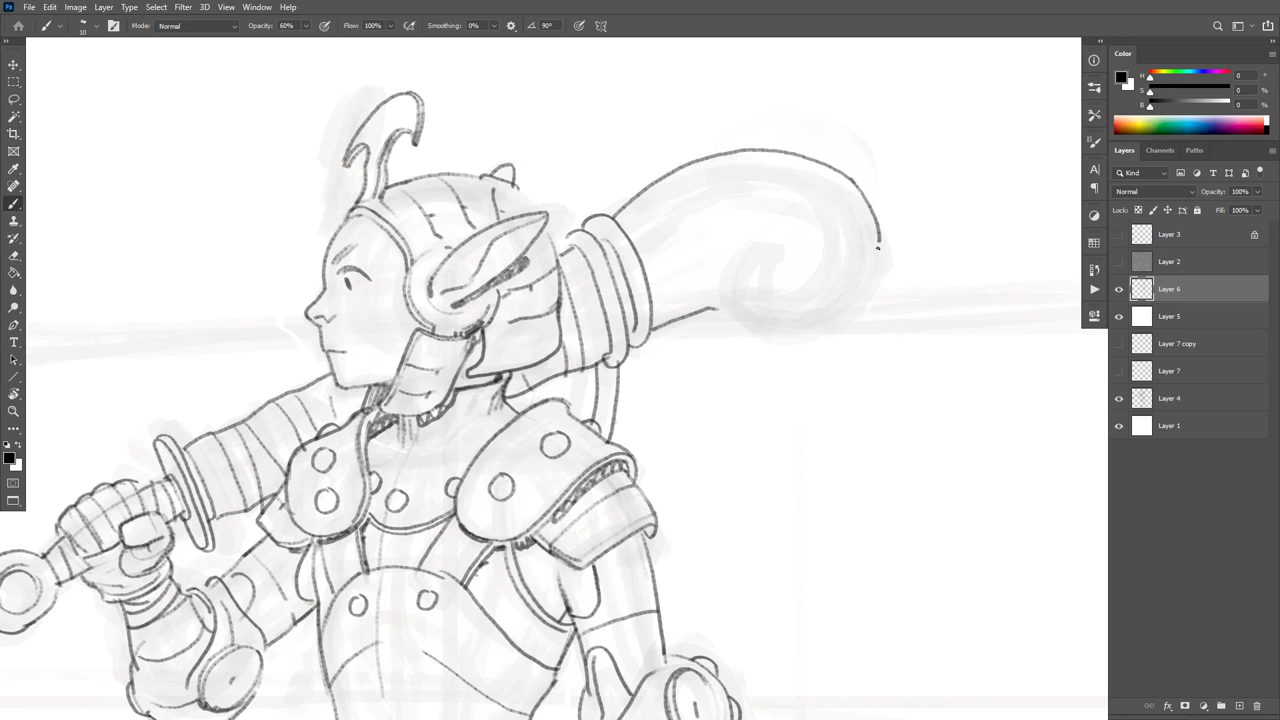 Ps File Edit Image Layer Type Select Filter 3D View Window Help
10 Mode: Normal Opacity: 60% Flow: 100% Smoothing: 0% 90°
Color
H 0 °
S 0 %
B 0 %
Layers Channels Paths
Kind
Normal Opacity: 100%
Lock: Fill: 100%
Layer 3
Layer 2
Layer 6
Layer 5
Layer 7 copy
Layer 7
Layer 4
Layer 1